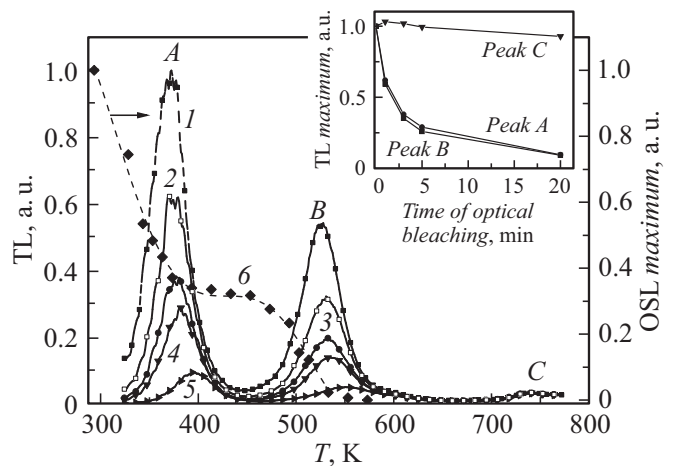 1.0
Peak C
0.5
Peak A
Peak B
0
0 5 10 15 20
Time of optical
bleaching, min
TL maximum, a.u.
A
B
C
1
2
3
4
5
6
1.0
0.8
0.6
0.4
0.2
0
TL, a.u.
1.0
0.8
0.6
0.4
0.2
0
OSL maximum, a. u.
300 400 500 600 700 800
T, K